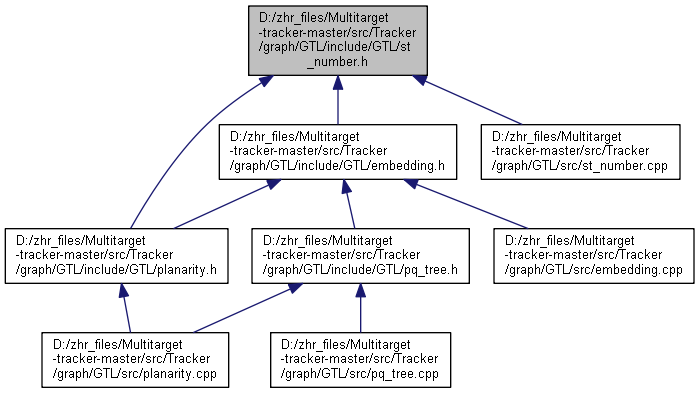 D:/zhr_files/Multitarget
-tracker-master/src/Tracker
/graph/GTL/include/GTL/st
_number.h
D:/zhr_files/Multitarget
-tracker-master/src/Tracker
/graph/GTL/include/GTL/embedding.h
D:/zhr_files/Multitarget
-tracker-master/src/Tracker
/graph/GTL/src/st_number.cpp
D:/zhr_files/Multitarget
-tracker-master/src/Tracker
/graph/GTL/include/GTL/planarity.h
D:/zhr_files/Multitarget
-tracker-master/src/Tracker
/graph/GTL/include/GTL/pq_tree.h
D:/zhr_files/Multitarget
-tracker-master/src/Tracker
/graph/GTL/src/embedding.cpp
D:/zhr_files/Multitarget
-tracker-master/src/Tracker
/graph/GTL/src/planarity.cpp
D:/zhr_files/Multitarget
-tracker-master/src/Tracker
/graph/GTL/src/pq_tree.cpp